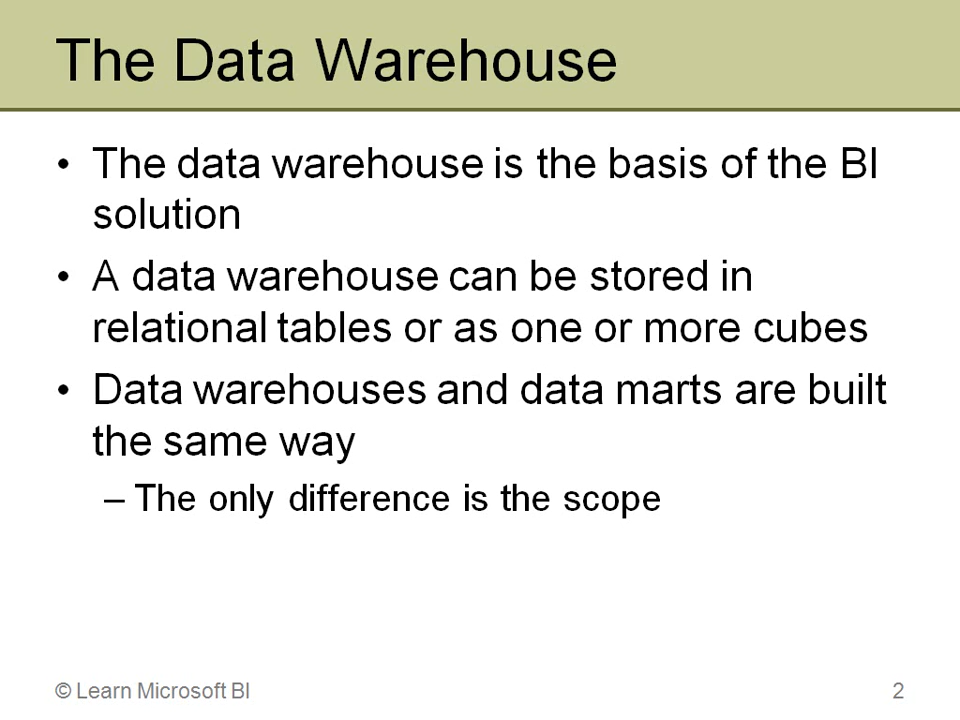 The Data Warehouse
• The data warehouse is the basis of the BI
solution
• A data warehouse can be stored in
relational tables or as one or more cubes
• Data warehouses and data marts are built
the same way
– The only difference is the scope
© Learn Microsoft BI
2